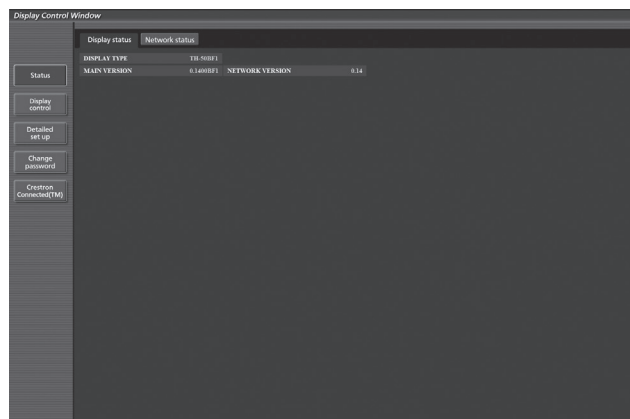 Display Control Window
Display status Network status
DISPLAY TYPE TH-50BF1
MAIN VERSION 0.1400BF1 NETWORK VERSION 0.14
Status
Display
control
Detailed
set up
Change
password
Crestron
Connected(TM)